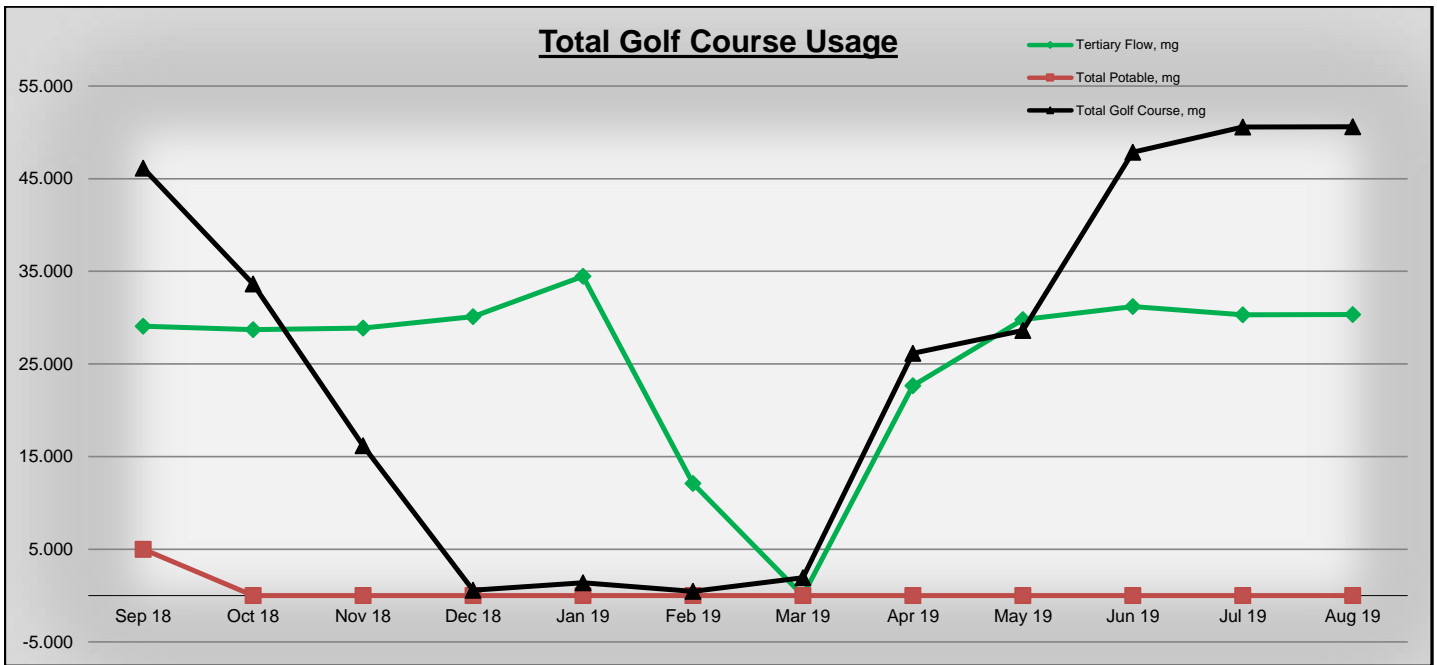 Total Golf Course Usage
Tertiary Flow, mg
Total Potable, mg
Total Golf Course, mg
55.000
45.000
35.000
25.000
15.000
5.000
-5.000
Sep 18 Oct 18 Nov 18 Dec 18 Jan 19 Feb 19 Mar 19 Apr 19 May 19 Jun 19 Jul 19 Aug 19